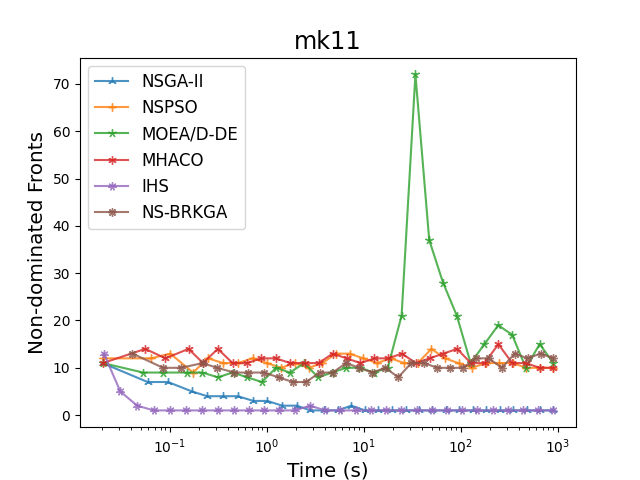 mk11
NSGA-II
NSPSO
MOEA/D-DE
MHACO
IHS
NS-BRKGA
Non-dominated Fronts
70
60
50
40
30
20
10
0
10⁻¹ 10⁰ 10¹ 10² 10³
Time (s)